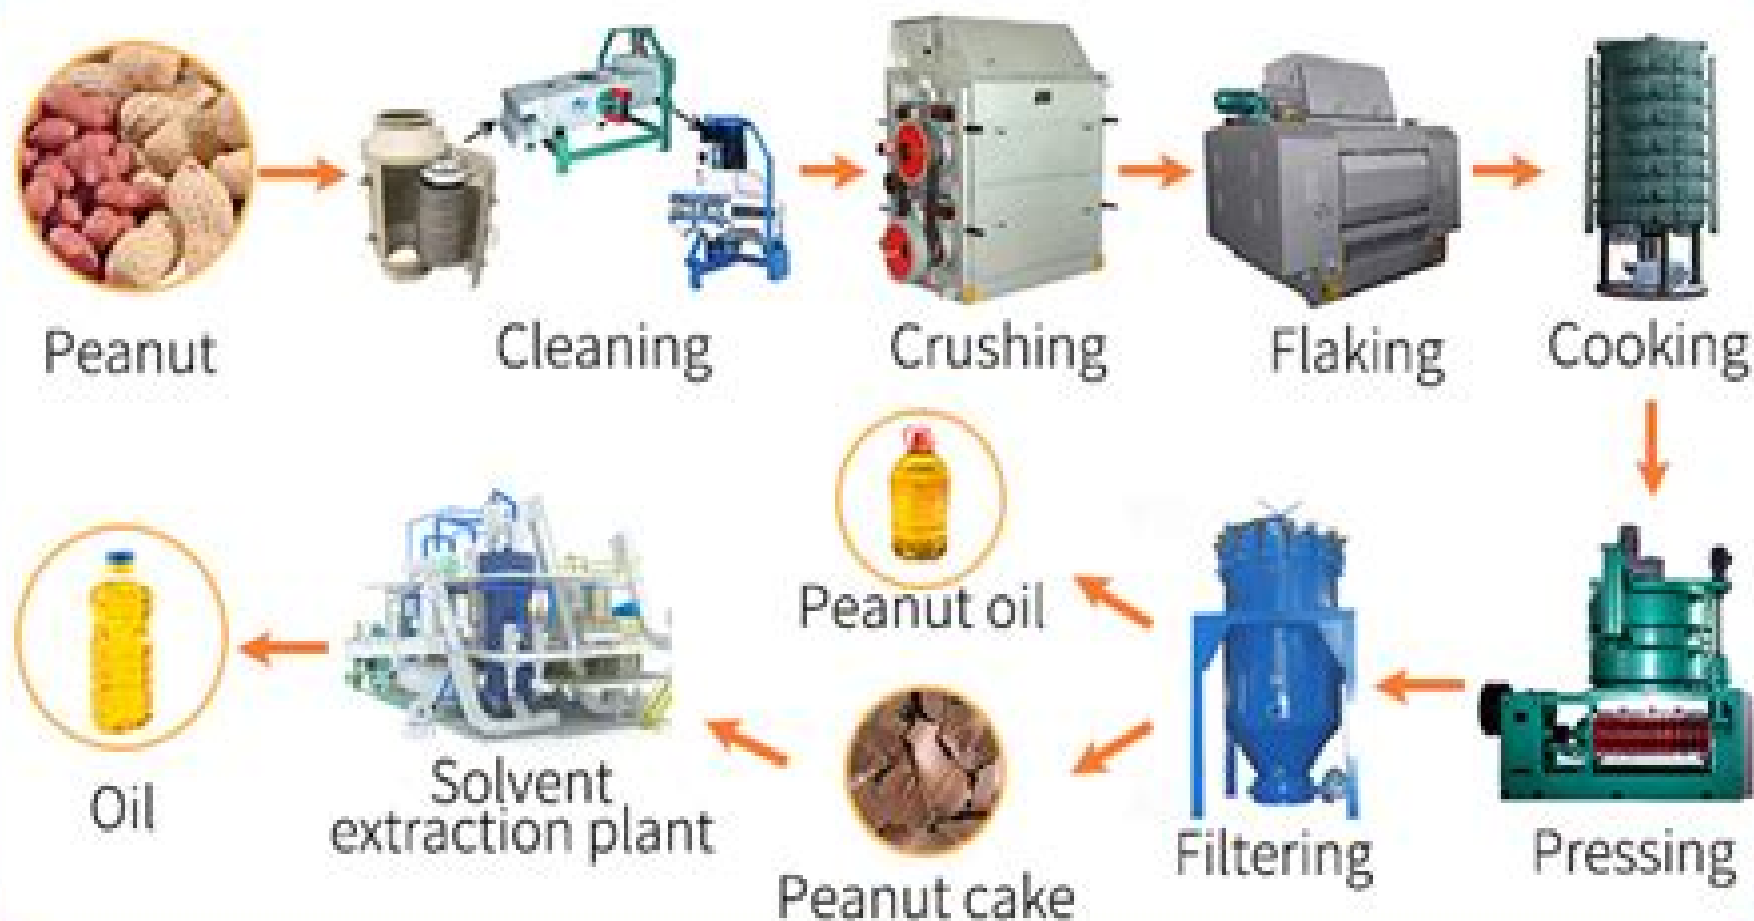 Peanut
Cleaning
Crushing
Flaking
Cooking
Peanut oil
Oil
Solvent
extraction plant
Peanut cake
Filtering
Pressing